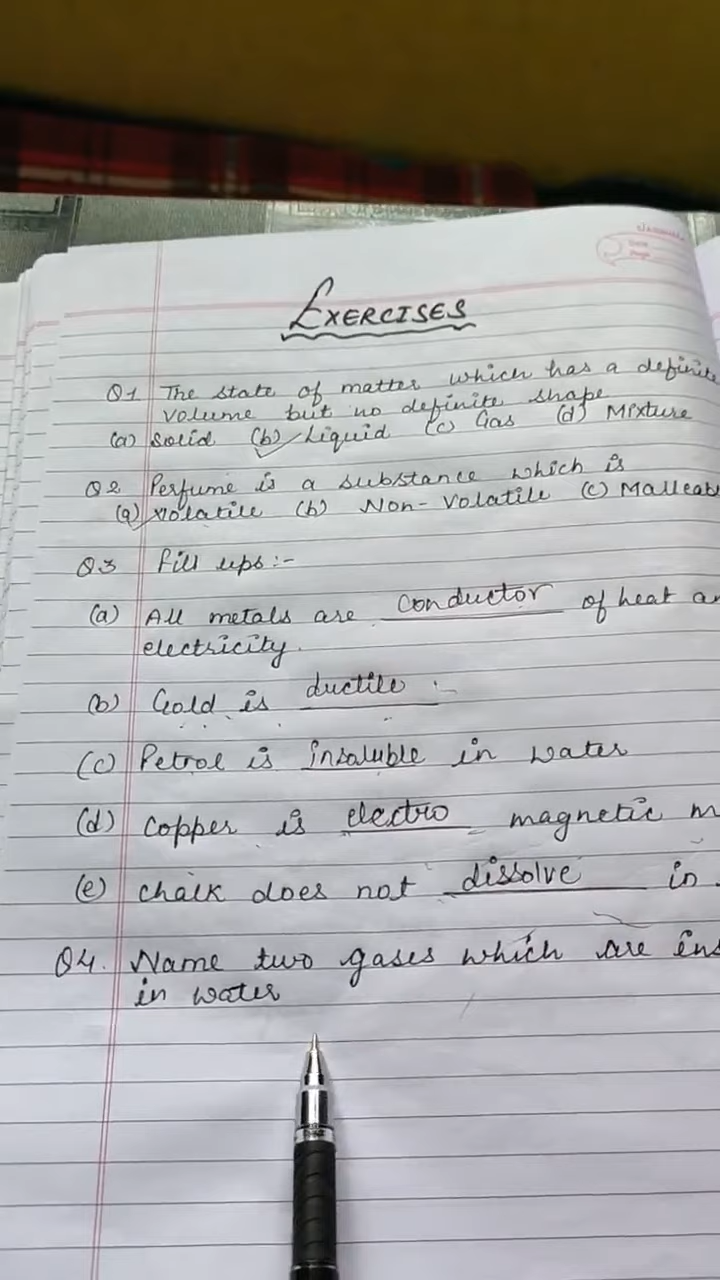 EXERCISES
Q1 The state of matter which has a definite
volume but no definite shape
(a) Solid (b) Liquid (c) Gas (d) Mixture
Q2 Perfume is a substance which is
(a) Volatile (b) Non-Volatile (c) Malleab
Q3 Fill ups:-
(a) All metals are conductor of heat an
electricity.
(b) Gold is ductile :-
(c) Petrol is Insaluble in water
(d) copper is electro magnetic m
(e) chalk does not dissolve in
Q4. Name two gases which are ins
in water